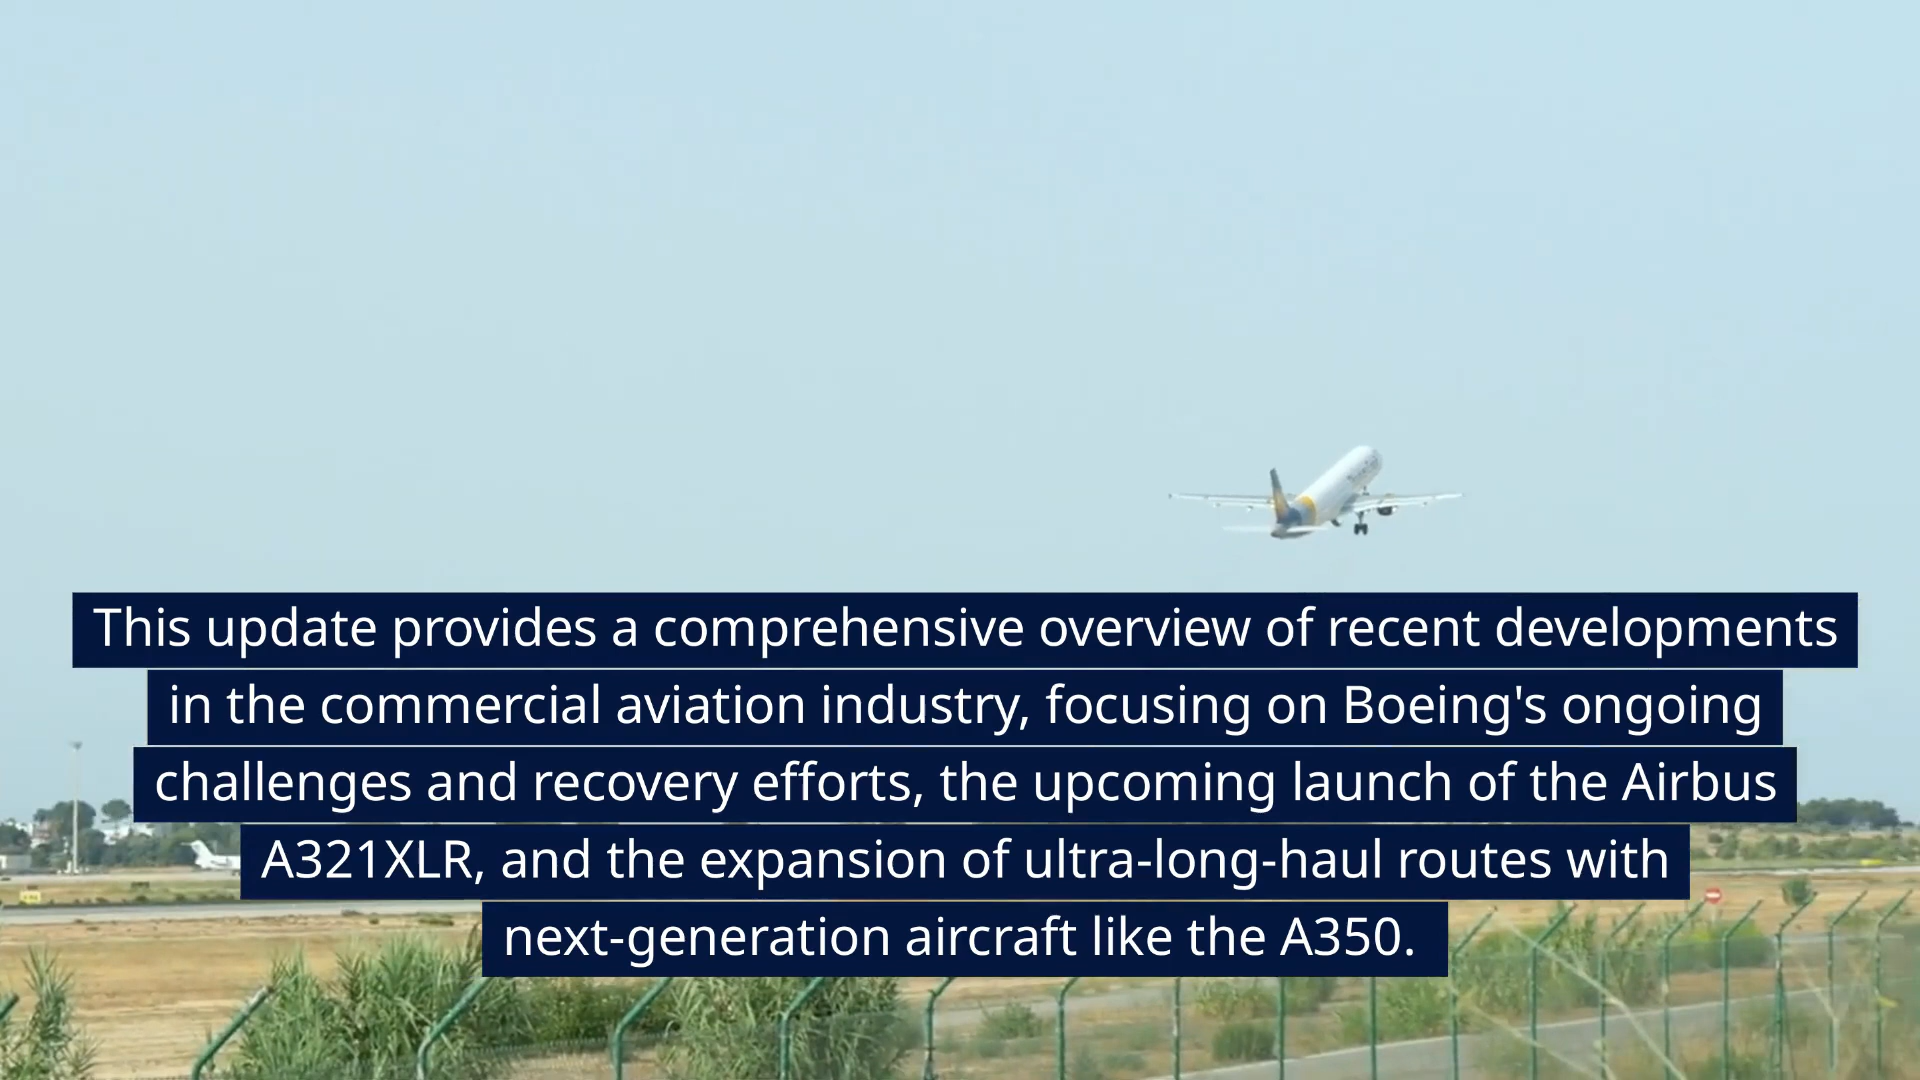 This update provides a comprehensive overview of recent developments
in the commercial aviation industry, focusing on Boeing's ongoing
challenges and recovery efforts, the upcoming launch of the Airbus
A321XLR, and the expansion of ultra-long-haul routes with
next-generation aircraft like the A350.